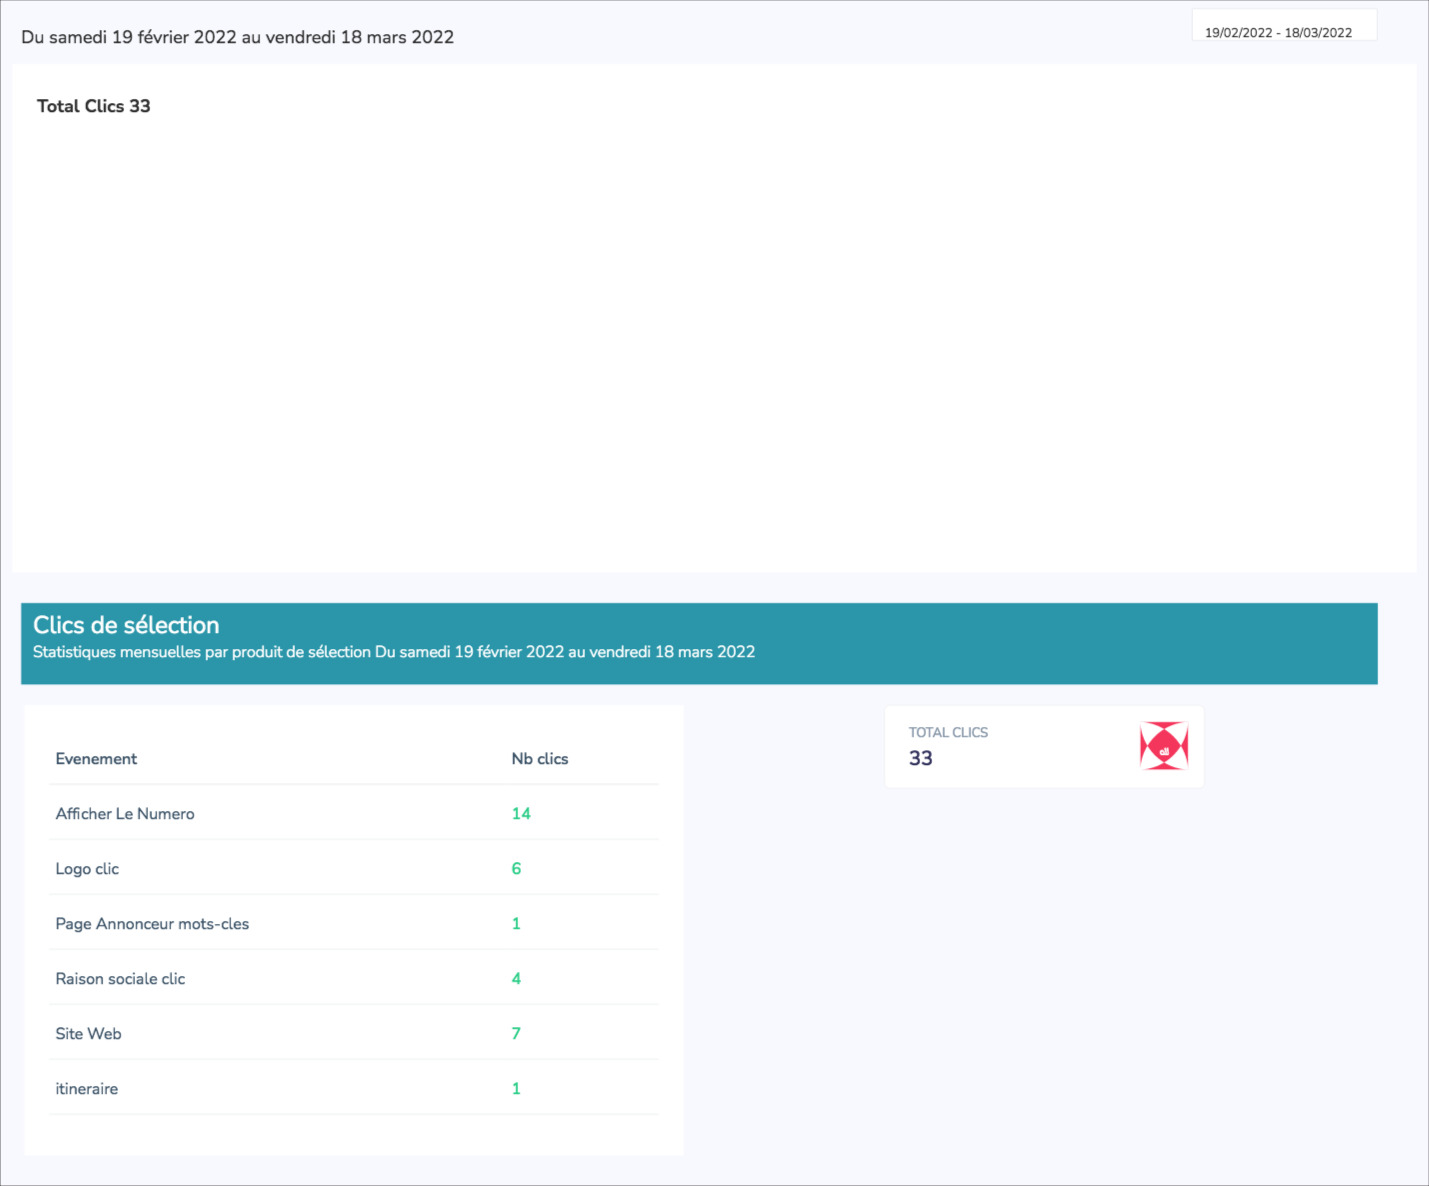 Du samedi 19 février 2022 au vendredi 18 mars 2022
19/02/2022 - 18/03/2022
Total Clics 33
Clics de sélection
Statistiques mensuelles par produit de sélection Du samedi 19 février 2022 au vendredi 18 mars 2022
Evenement Nb clics
Afficher Le Numero 14
Logo clic 6
Page Annonceur mots-cles 1
Raison sociale clic 4
Site Web 7
itineraire 1
TOTAL CLICS
33